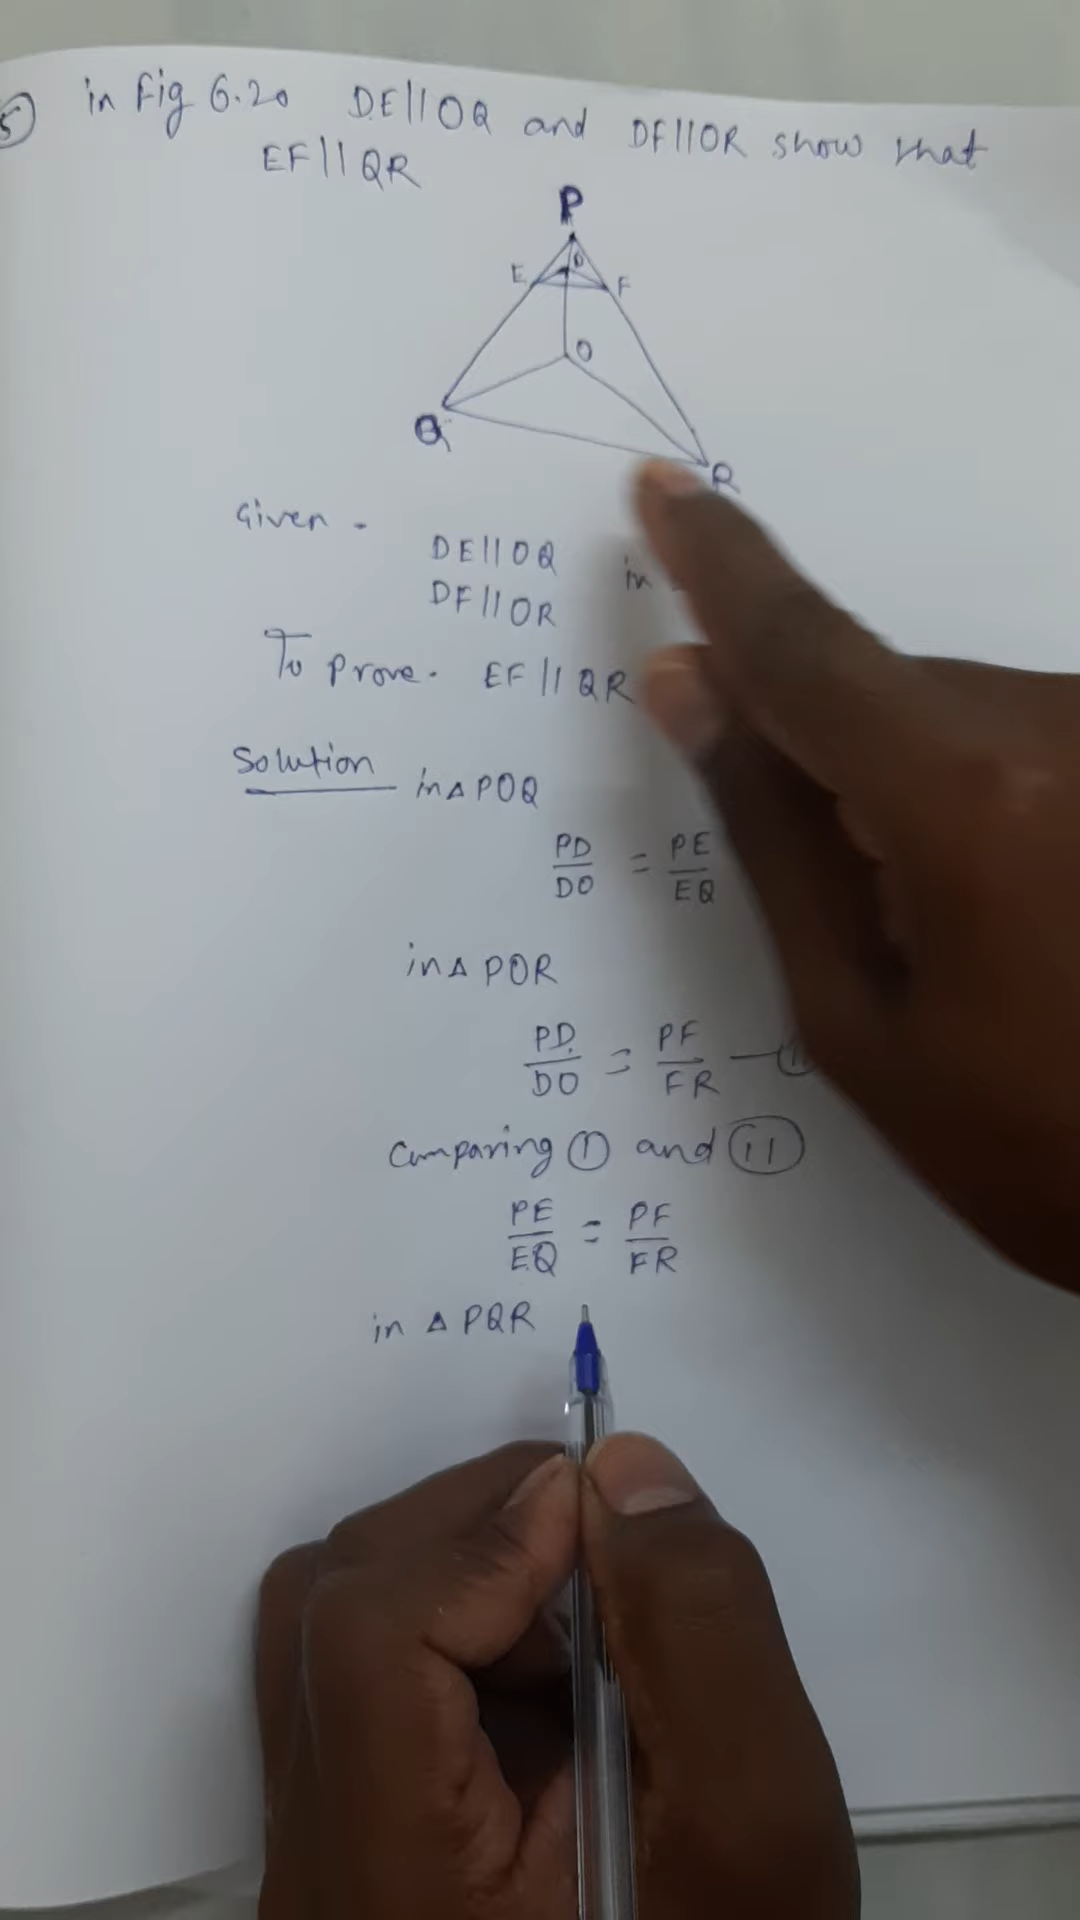 5 in Fig 6.20 DE||OQ and DF||OR show that
EF||QR
P
E D F
O
Q
R
Given -
DE||OQ in
DF||OR
To Prove. EF||QR
Solution in△POQ
PD/DO = PE/EQ
in△POR
PD/DO = PF/FR —
Comparing I and II
PE/EQ = PF/FR
in △PQR